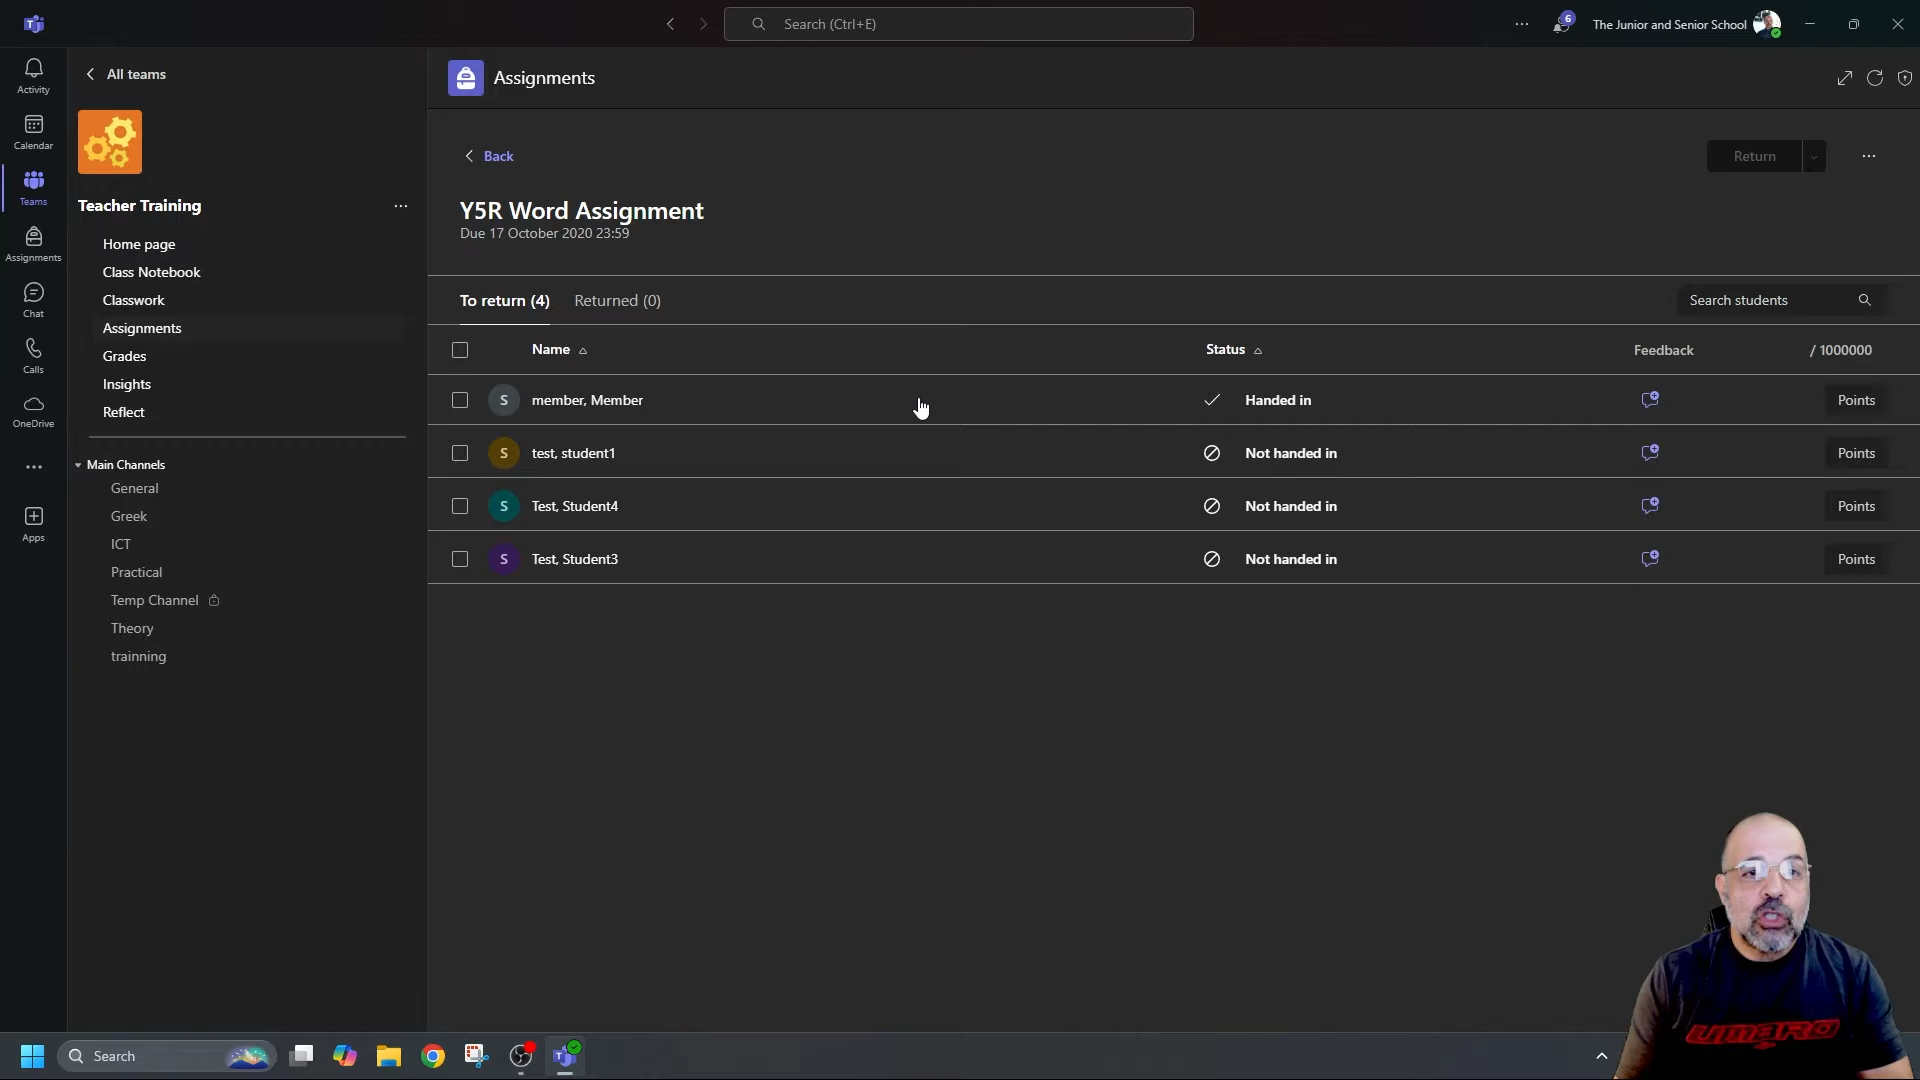 Search (Ctrl+E)
6
The Junior and Senior School
Activity
Calendar
Teams
Assignments
Chat
Calls
OneDrive
Apps
All teams
Teacher Training
Home page
Class Notebook
Classwork
Assignments
Grades
Insights
Reflect
Main Channels
General
Greek
ICT
Practical
Temp Channel
Theory
trainning
Assignments
Back
Return
Y5R Word Assignment
Due 17 October 2020 23:59
To return (4) Returned (0)
Search students
Name Status Feedback / 1000000
S member, Member Handed in Points
S test, student1 Not handed in Points
S Test, Student4 Not handed in Points
S Test, Student3 Not handed in Points
UMBRO
Search